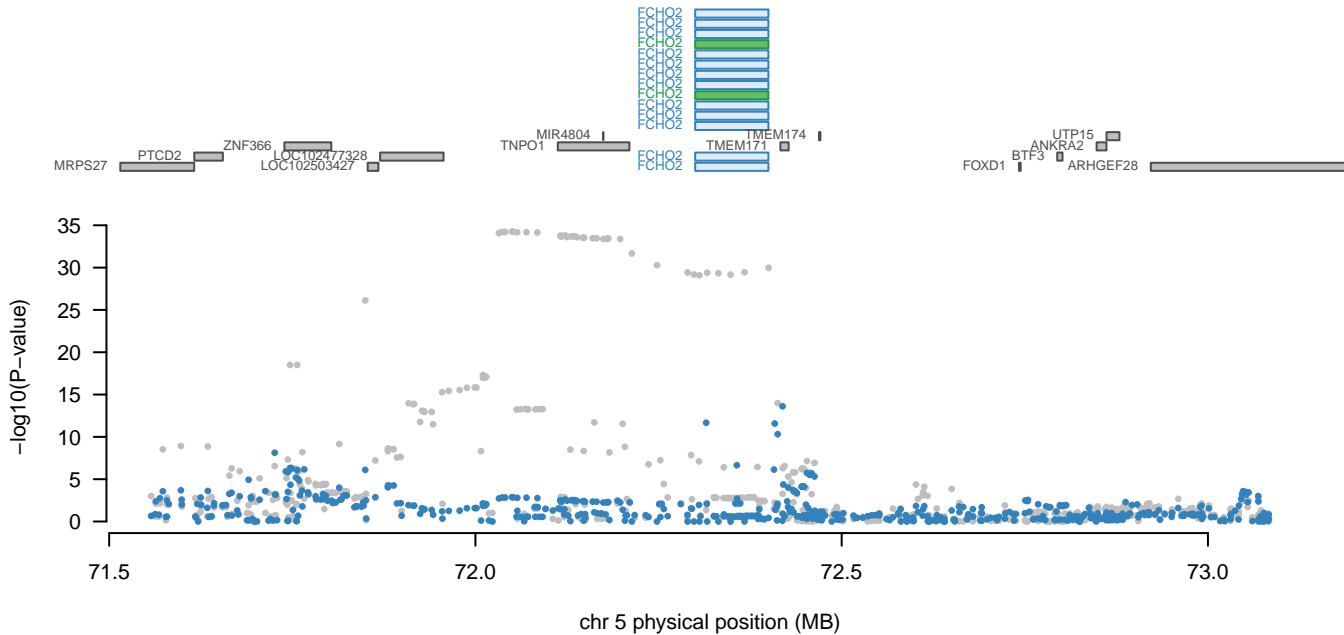 FCHO2
FCHO2
FCHO2
FCHO2
FCHO2
FCHO2
FCHO2
FCHO2
FCHO2
FCHO2
FCHO2
FCHO2
MIR4804 TMEM174 UTP15
ZNF366 TNPO1 TMEM171 ANKRA2
PTCD2 LOC102477328 FCHO2 BTF3
MRPS27 LOC102503427 FCHO2 FOXD1 ARHGEF28
35
30
25
20
15
10
5
0
−log10(P−value)
71.5 72.0 72.5 73.0
chr 5 physical position (MB)